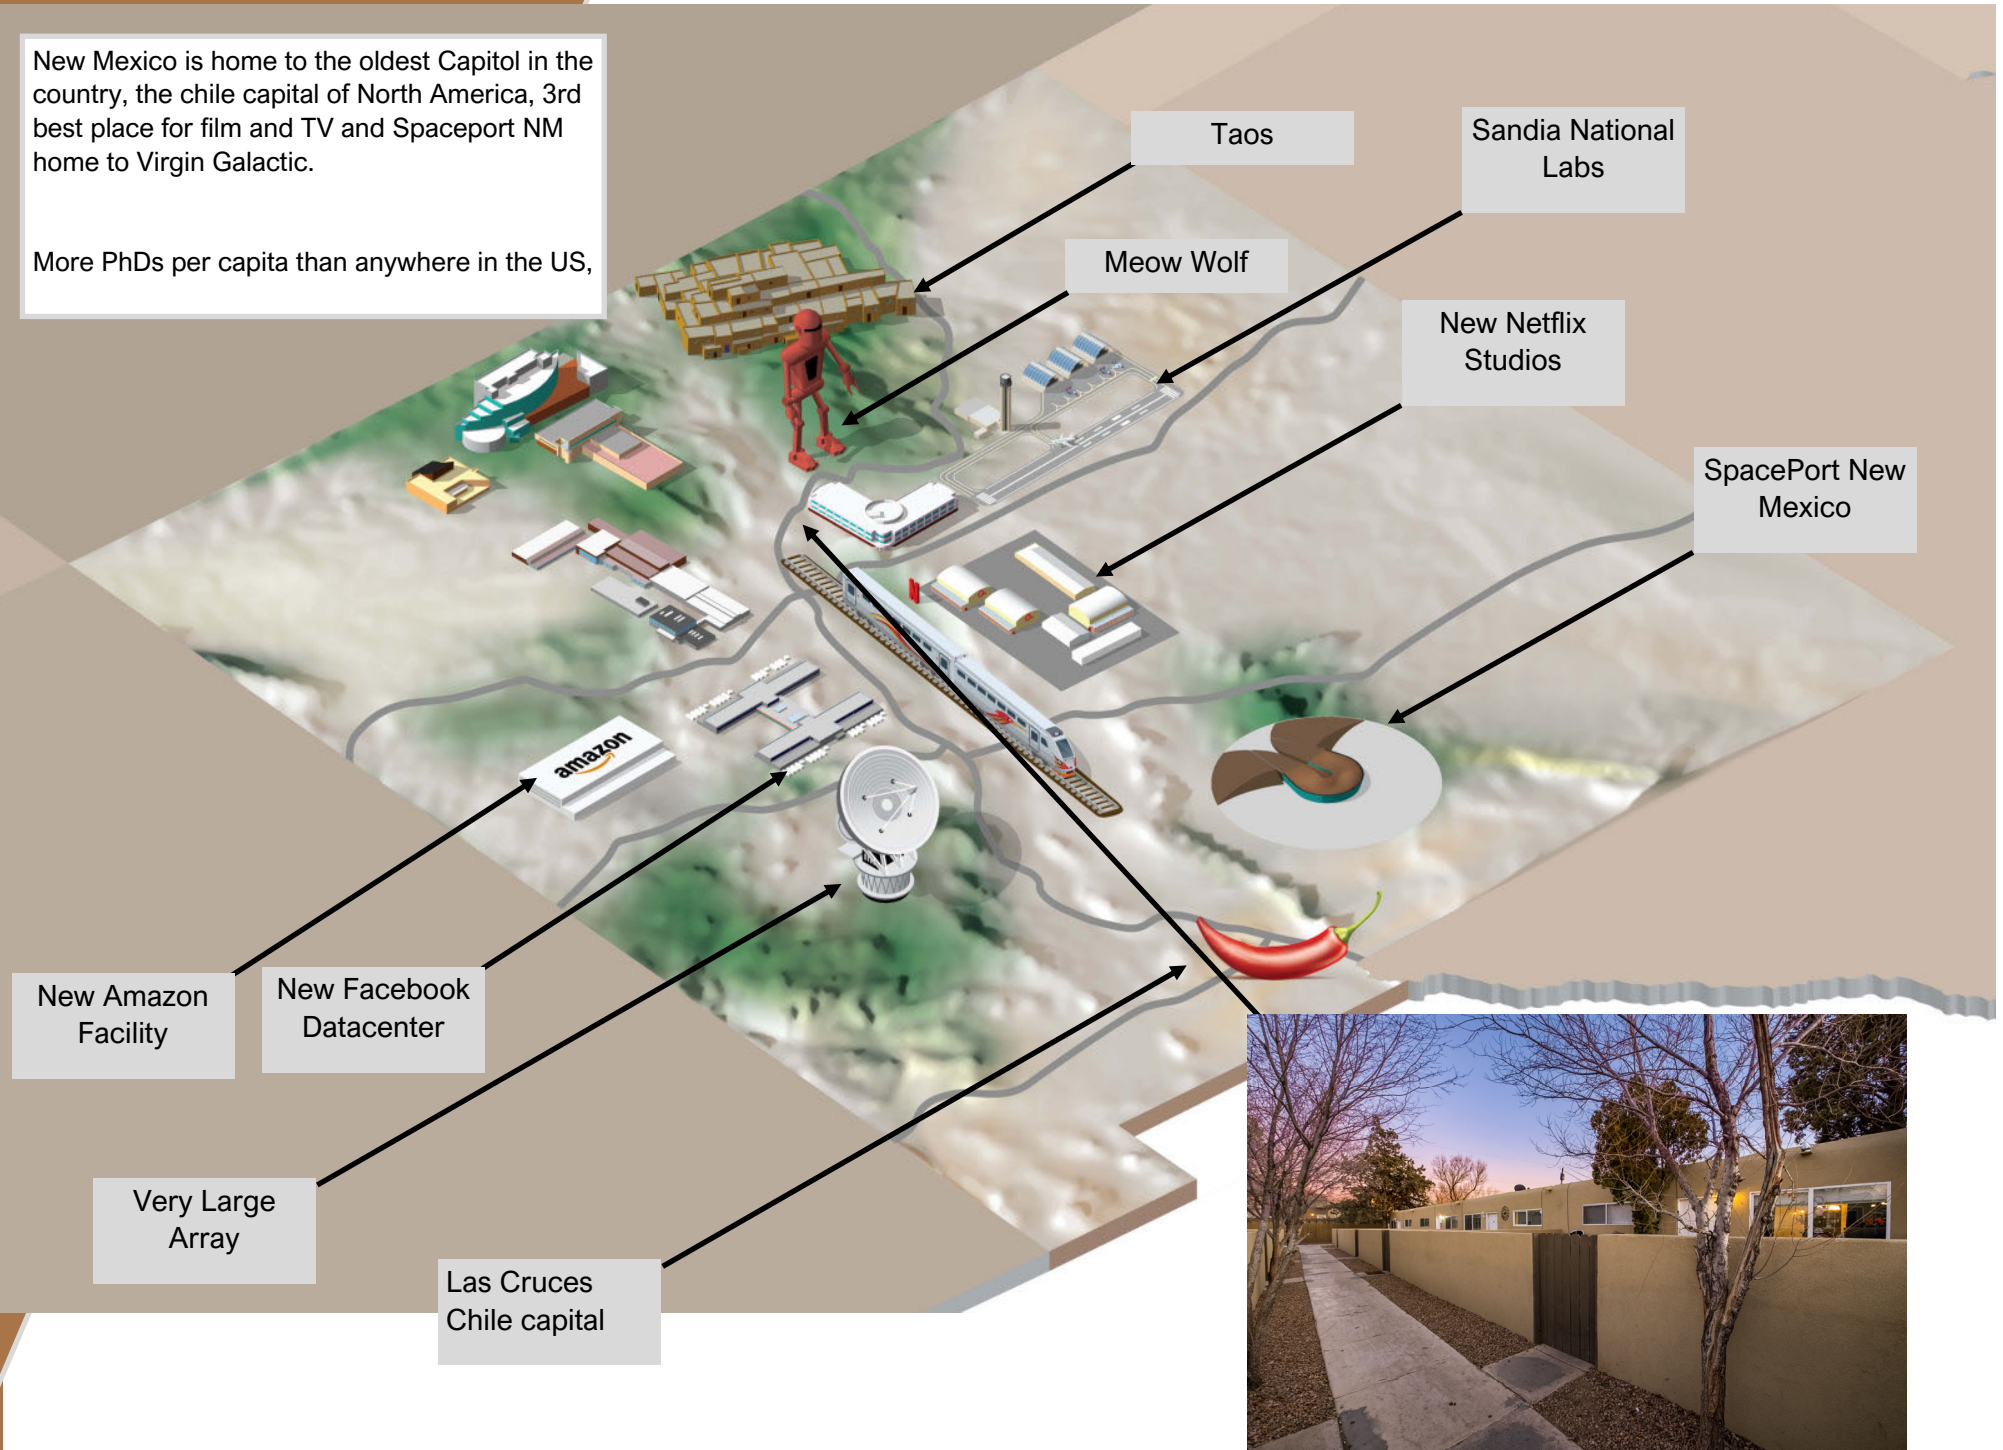 New Mexico is home to the oldest Capitol in the
country, the chile capital of North America, 3rd
best place for film and TV and Spaceport NM
home to Virgin Galactic.
More PhDs per capita than anywhere in the US,
Taos
Sandia National
Labs
Meow Wolf
New Netflix
Studios
SpacePort New
Mexico
N
amazon
New Amazon
Facility
New Facebook
Datacenter
Very Large
Array
Las Cruces
Chile capital